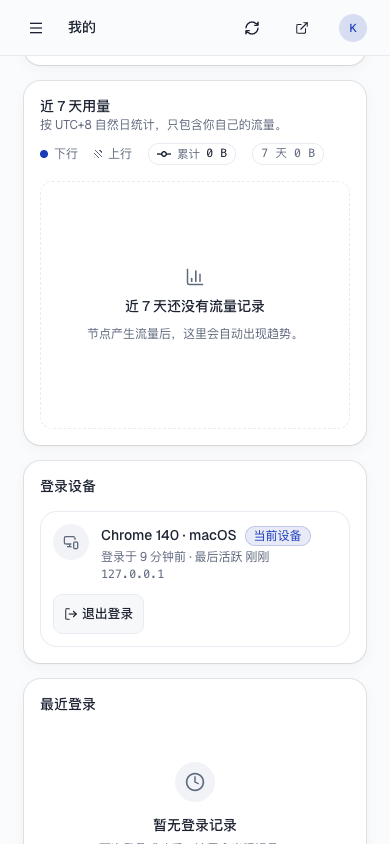 我的
K
近 7 天用量
按 UTC+8 自然日统计，只包含你自己的流量。
下行 上行 累计 0 B 7 天 0 B
近 7 天还没有流量记录
节点产生流量后，这里会自动出现趋势。
登录设备
Chrome 140 · macOS 当前设备
登录于 9 分钟前 · 最后活跃 刚刚
127.0.0.1
退出登录
最近登录
暂无登录记录